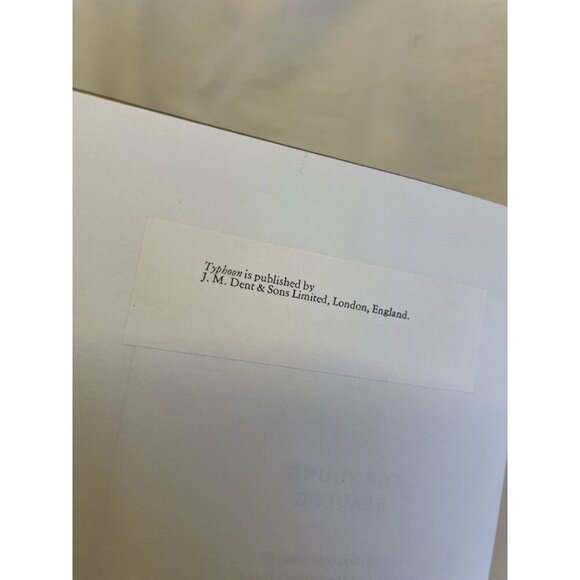 Typhoon is published by
J. M. Dent & Sons Limited, London, England.